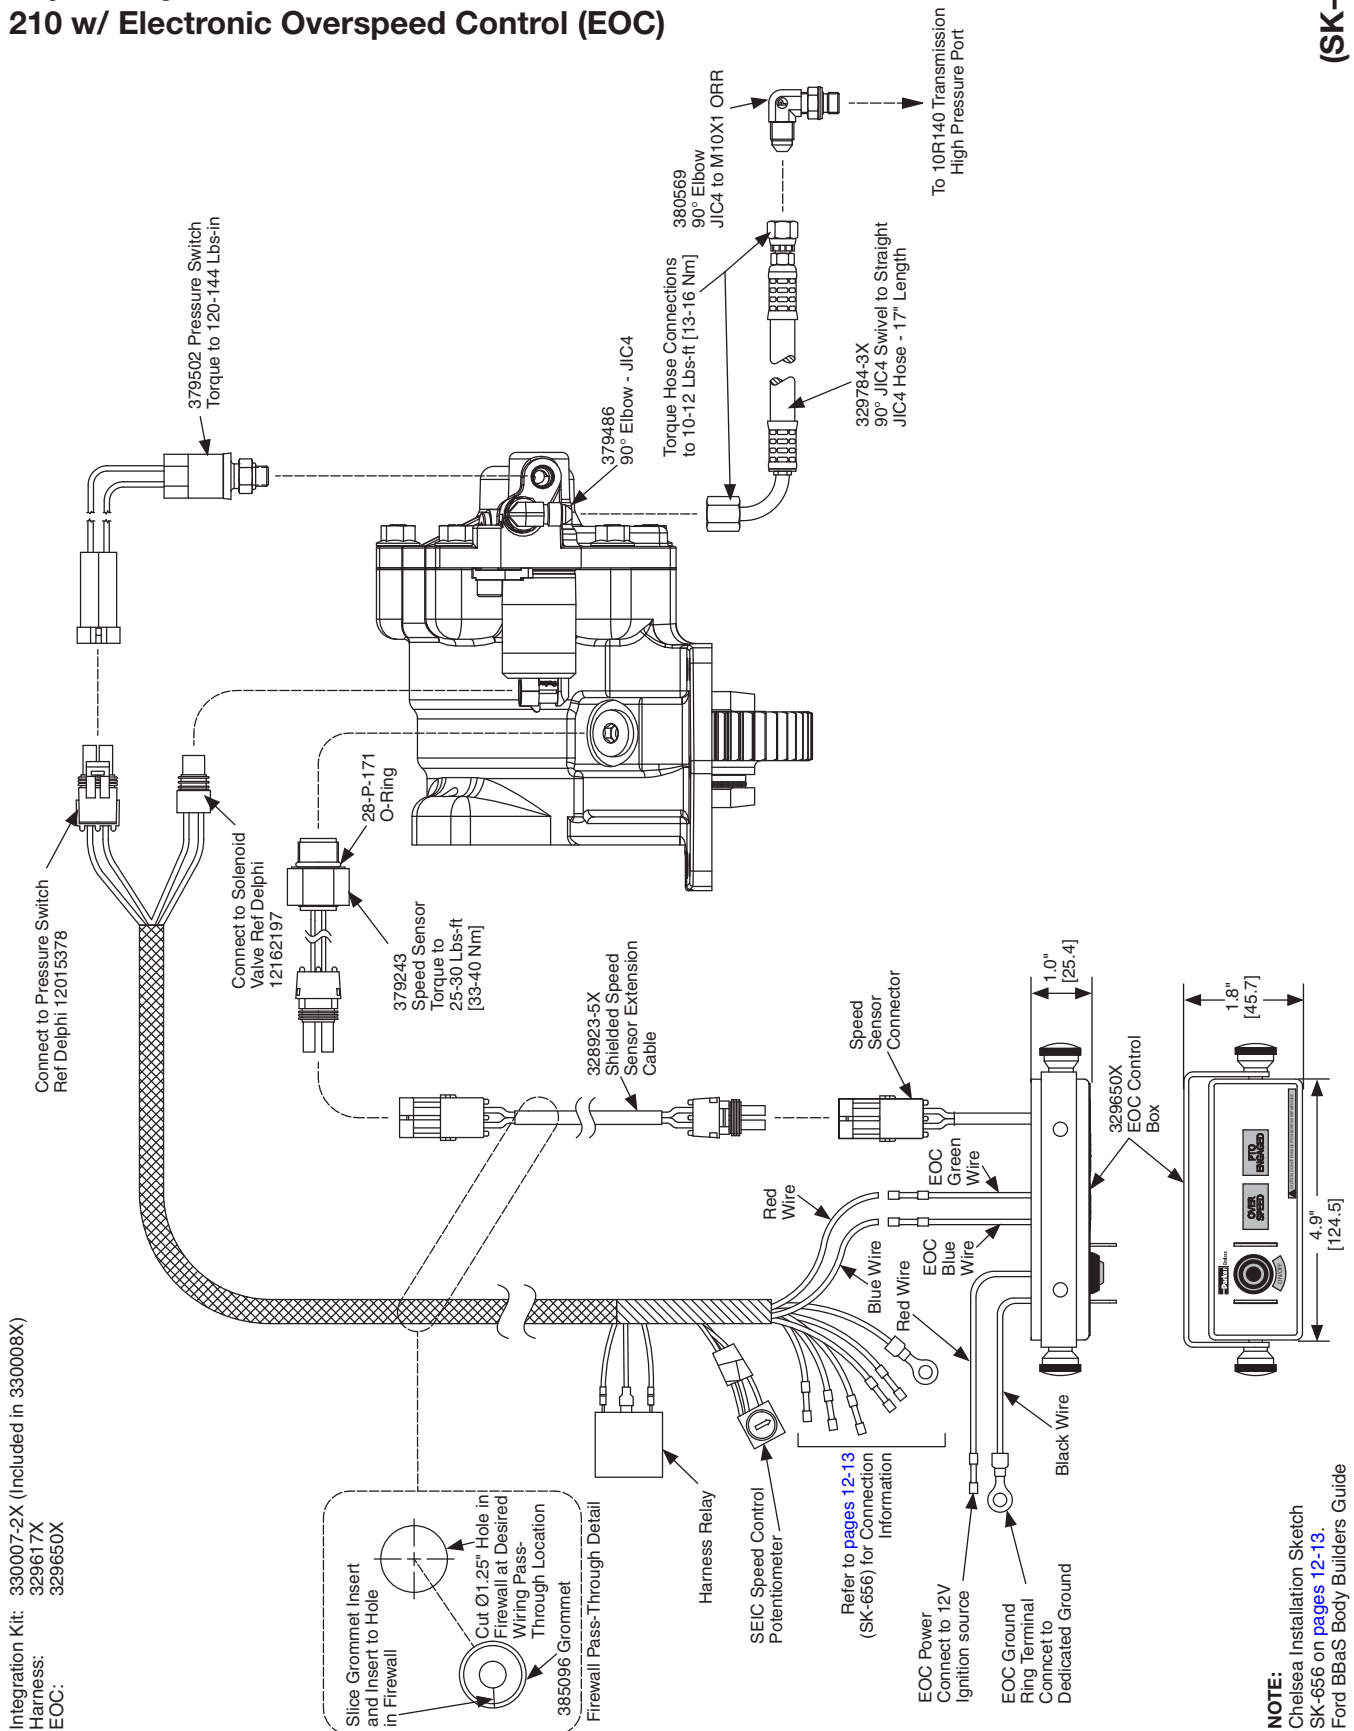 210 w/ Electronic Overspeed Control (EOC)
(SK-
Integration Kit: 330007-2X (Included in 330008X)
Harness: 329617X
EOC: 329650X
Connect to Pressure Switch
Ref Delphi 12015378
379502 Pressure Switch
Torque to 120-144 Lbs-in
380569
90° Elbow
JIC4 to M10X1 ORR
To 10R140 Transmission
High Pressure Port
Torque Hose Connections
to 10-12 Lbs-ft [13-16 Nm]
379486
90° Elbow - JIC4
329784-3X
90° JIC4 Swivel to Straight
JIC4 Hose - 17" Length
Connect to Solenoid
Valve Ref Delphi
12162197
28-P-171
O-Ring
379243
Speed Sensor
Torque to
25-30 Lbs-ft
[33-40 Nm]
328923-5X
Shielded Speed
Sensor Extension
Cable
Speed
Sensor
Connector
1.0"
[25.4]
1.8"
[45.7]
329650X
EOC Control
Box
Red
Wire
EOC
Green
Wire
Blue Wire
EOC
Blue
Wire
Red Wire
Black Wire
OVER
SPEED
PTO
ENGAGED
Parker
ON/OFF
4.9"
[124.5]
Slice Grommet Insert
and Insert to Hole
in Firewall
Cut Ø1.25" Hole in
Firewall at Desired
Wiring Pass-
Through Location
385096 Grommet
Firewall Pass-Through Detail
Harness Relay
SEIC Speed Control
Potentiometer
Refer to pages 12-13
(SK-656) for Connection
Information
EOC Power
Connect to 12V
Ignition source
EOC Ground
Ring Terminal
Conncet to
Dedicated Ground
NOTE:
Chelsea Installation Sketch
SK-656 on pages 12-13.
Ford BBaS Body Builders Guide